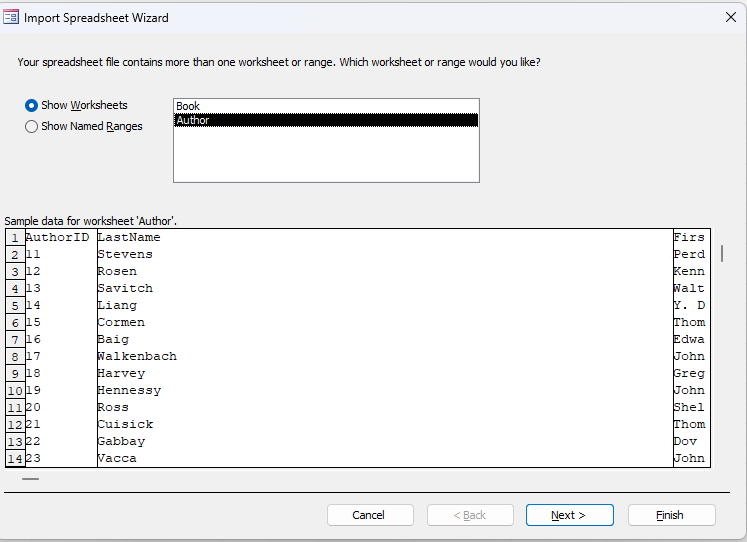 Import Spreadsheet Wizard
Your spreadsheet file contains more than one worksheet or range. Which worksheet or range would you like?
Show Worksheets
Show Named Ranges
Book
Author
Sample data for worksheet 'Author'.
1 AuthorID LastName Firs
2 11 Stevens Perd
3 12 Rosen Kenn
4 13 Savitch Walt
5 14 Liang Y. D
6 15 Cormen Thom
7 16 Baig Edwa
8 17 Walkenbach John
9 18 Harvey Greg
10 19 Hennessy John
11 20 Ross Shel
12 21 Cuisick Thom
13 22 Gabbay Dov
14 23 Vacca John
Cancel < Back Next > Finish